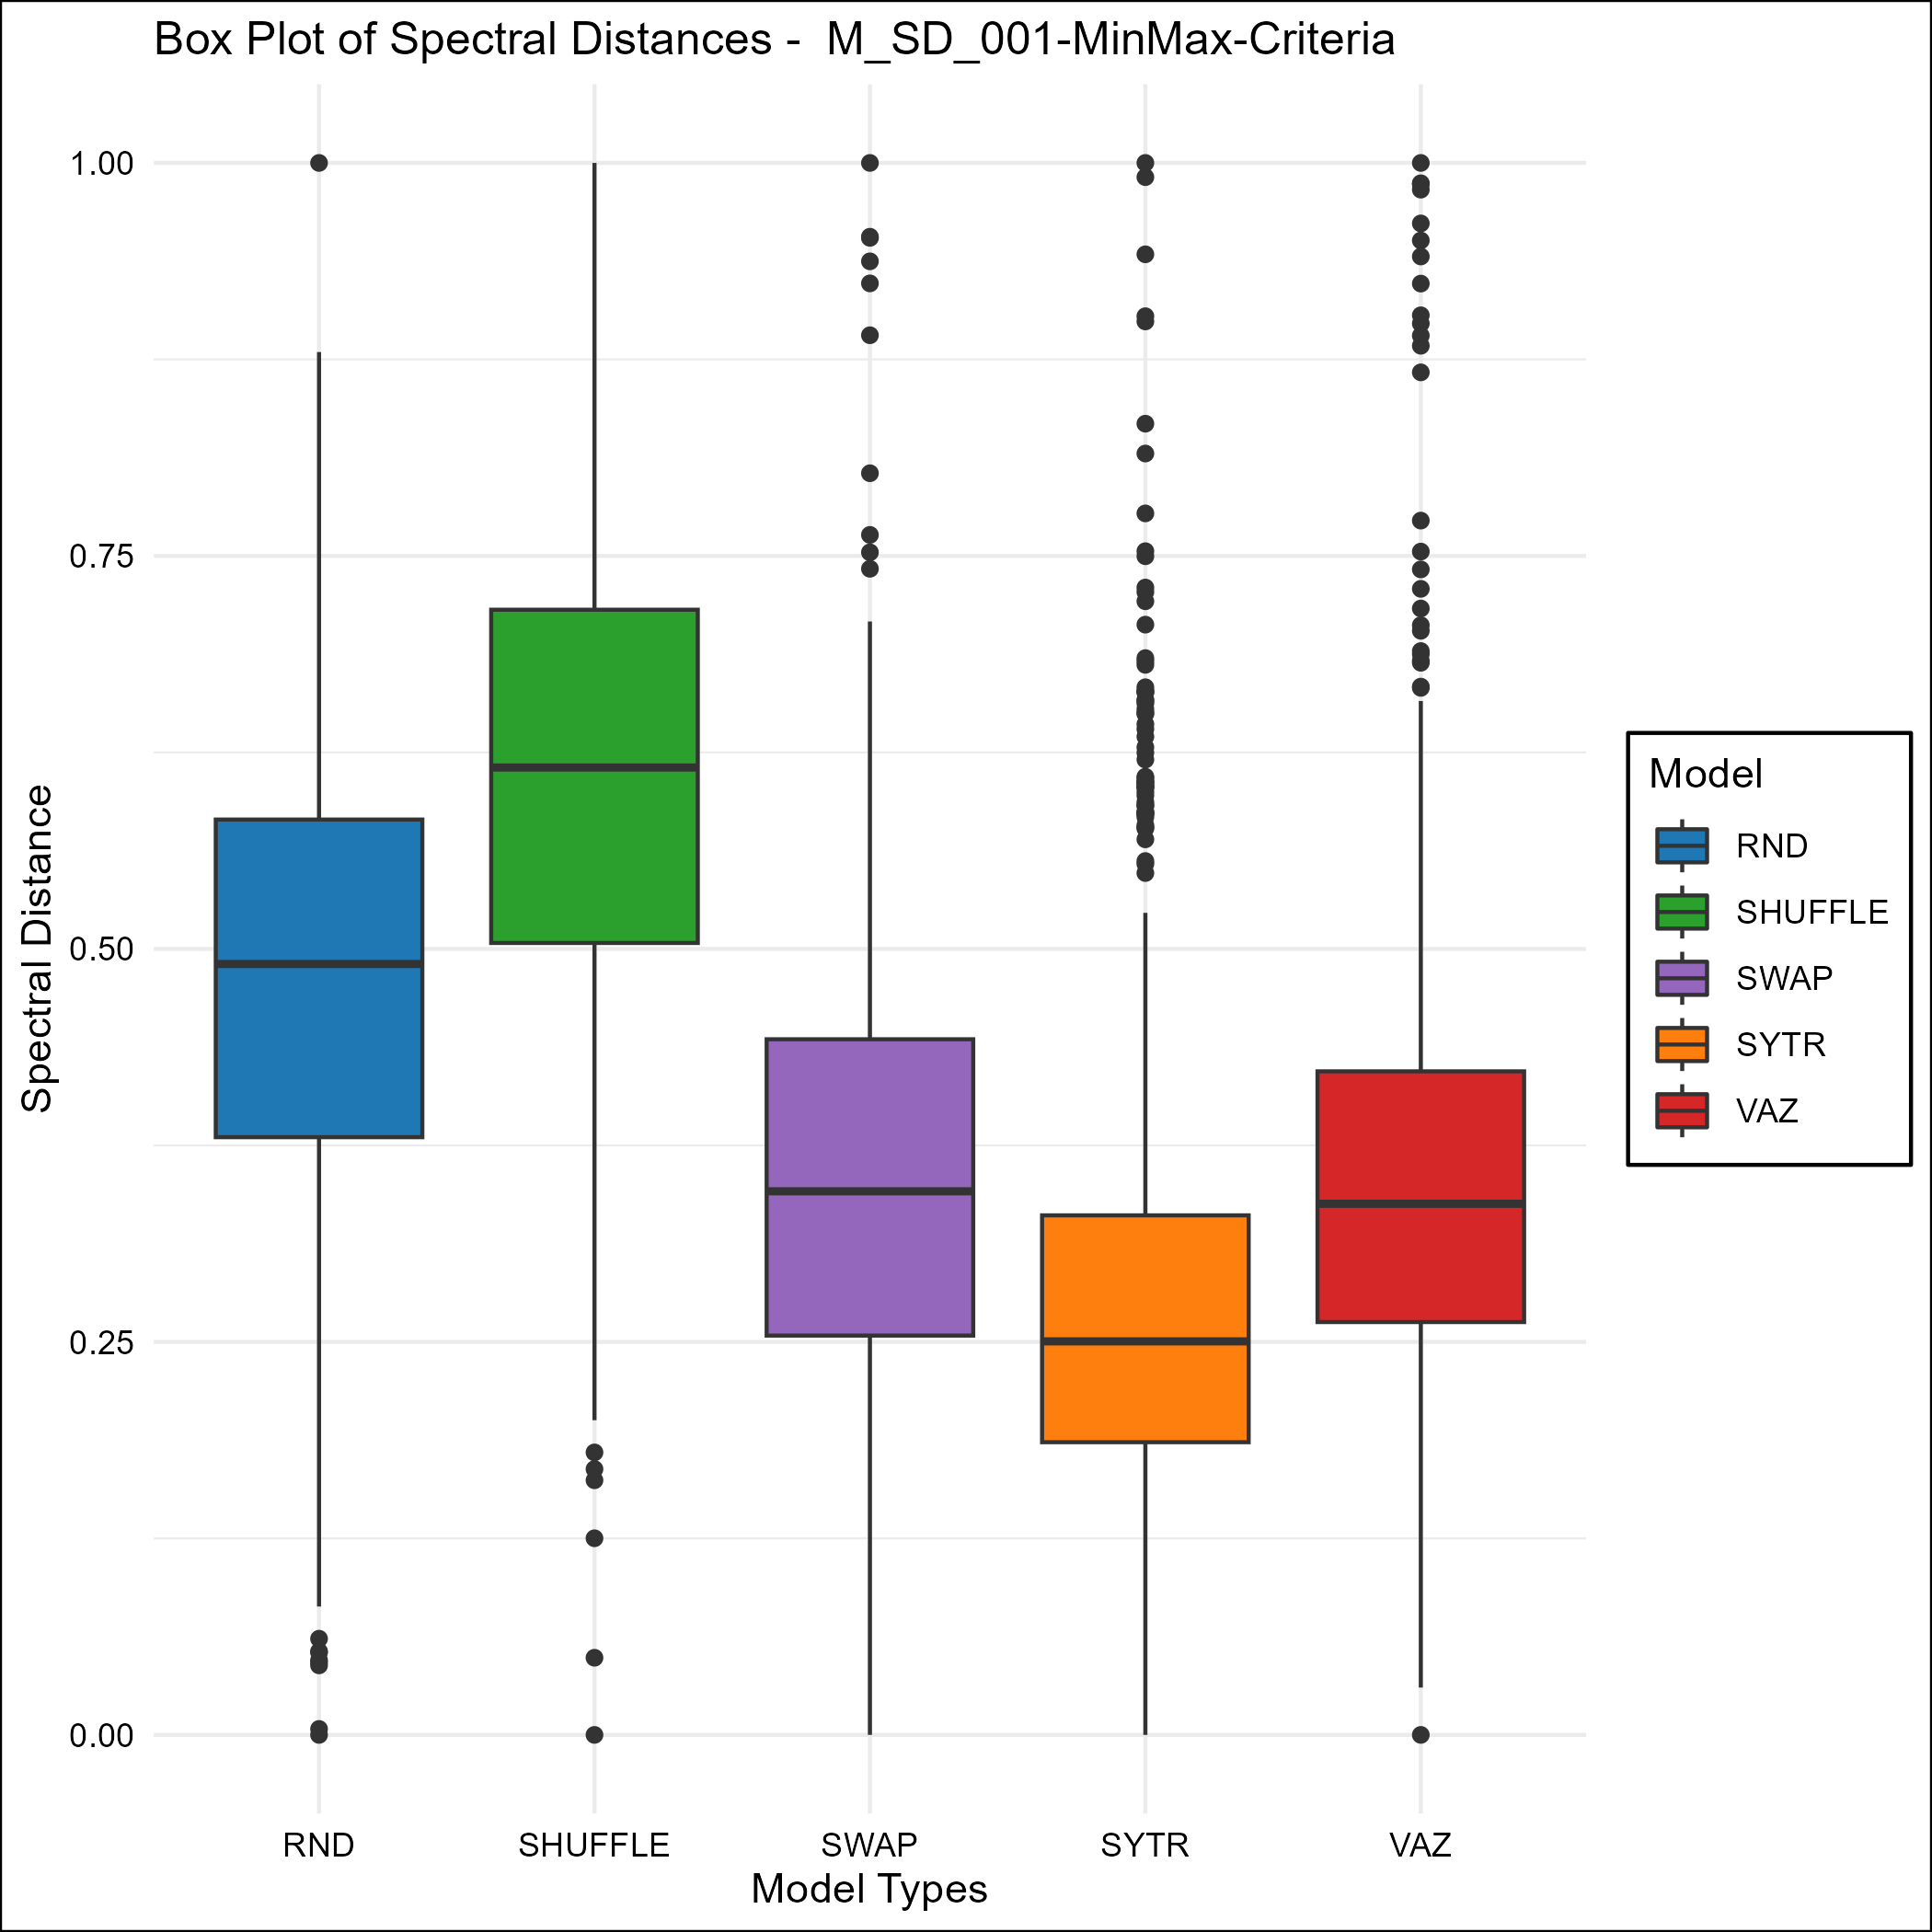 Box Plot of Spectral Distances -  M_SD_001-MinMax-Criteria
1.00
0.75
0.50
0.25
0.00
Spectral Distance
RND
SHUFFLE
SWAP
SYTR
VAZ
Model Types
Model
RND
SHUFFLE
SWAP
SYTR
VAZ